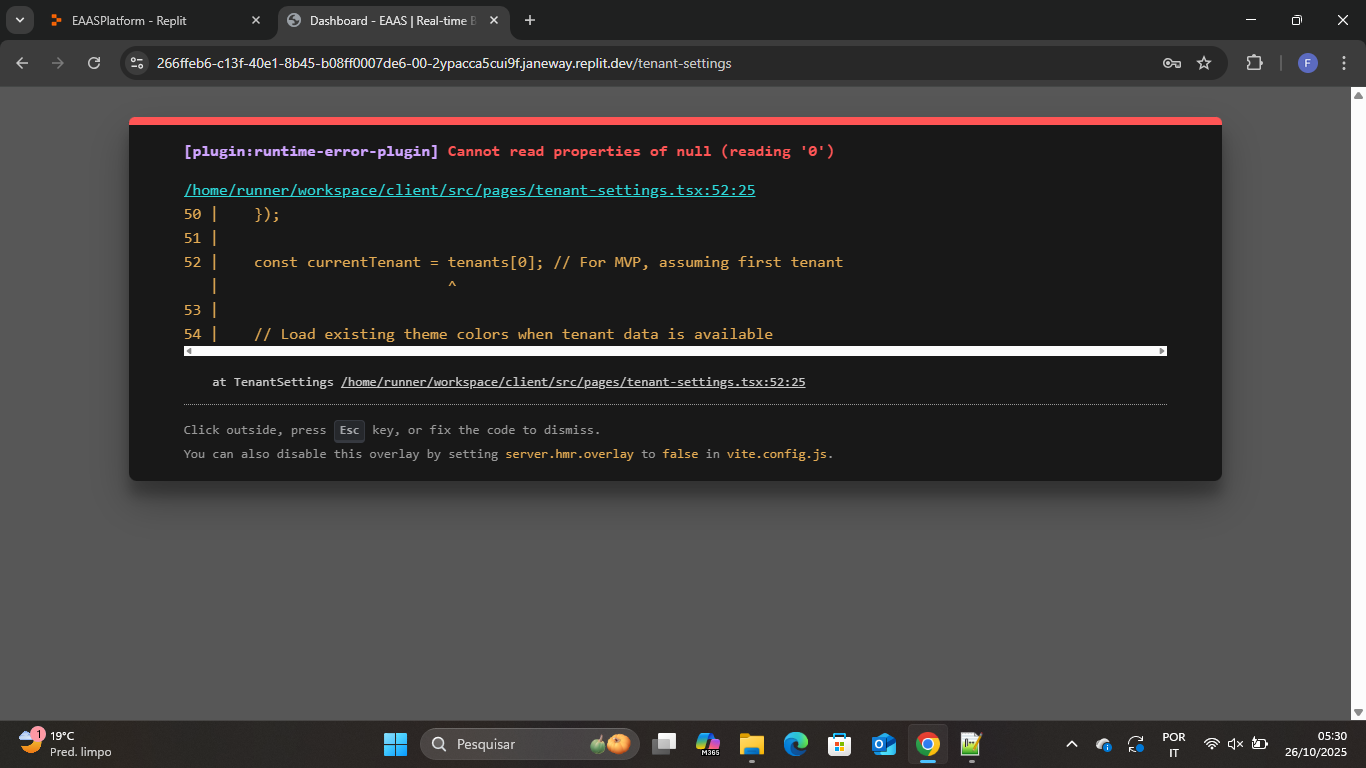 EAASPlatform - Replit
Dashboard - EAAS | Real-time B
266ffeb6-c13f-40e1-8b45-b08ff0007de6-00-2ypacca5cui9f.janeway.replit.dev/tenant-settings
F
[plugin:runtime-error-plugin] Cannot read properties of null (reading '0')
/home/runner/workspace/client/src/pages/tenant-settings.tsx:52:25
50 |    });
51 |
52 |    const currentTenant = tenants[0]; // For MVP, assuming first tenant
|                          ^
53 |
54 |    // Load existing theme colors when tenant data is available
at TenantSettings /home/runner/workspace/client/src/pages/tenant-settings.tsx:52:25
Click outside, press Esc key, or fix the code to dismiss.
You can also disable this overlay by setting server.hmr.overlay to false in vite.config.js.
1
19°C
Pred. limpo
Pesquisar
M365
POR
IT
05:30
26/10/2025